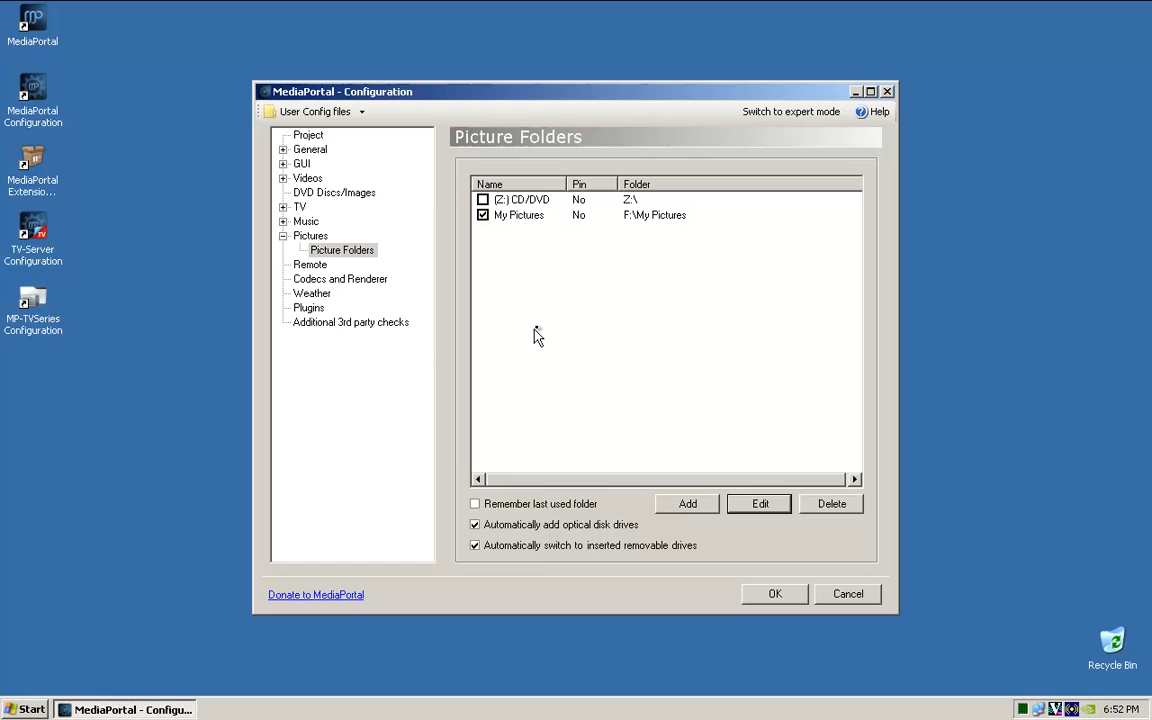 MediaPortal
MediaPortal
Configuration
MediaPortal
Extensio...
TV-Server
Configuration
MP-TVSeries
Configuration
MediaPortal - Configuration
User Config files
Switch to expert mode
Help
Project
General
GUI
Videos
DVD Discs/Images
TV
Music
Pictures
Picture Folders
Remote
Codecs and Renderer
Weather
Plugins
Additional 3rd party checks
Picture Folders
Name Pin Folder
(Z:) CD/DVD No Z:\
My Pictures No F:\My Pictures
Remember last used folder
Add Edit Delete
Automatically add optical disk drives
Automatically switch to inserted removable drives
Donate to MediaPortal
OK Cancel
Recycle Bin
Start
MediaPortal - Configu...
6:52 PM